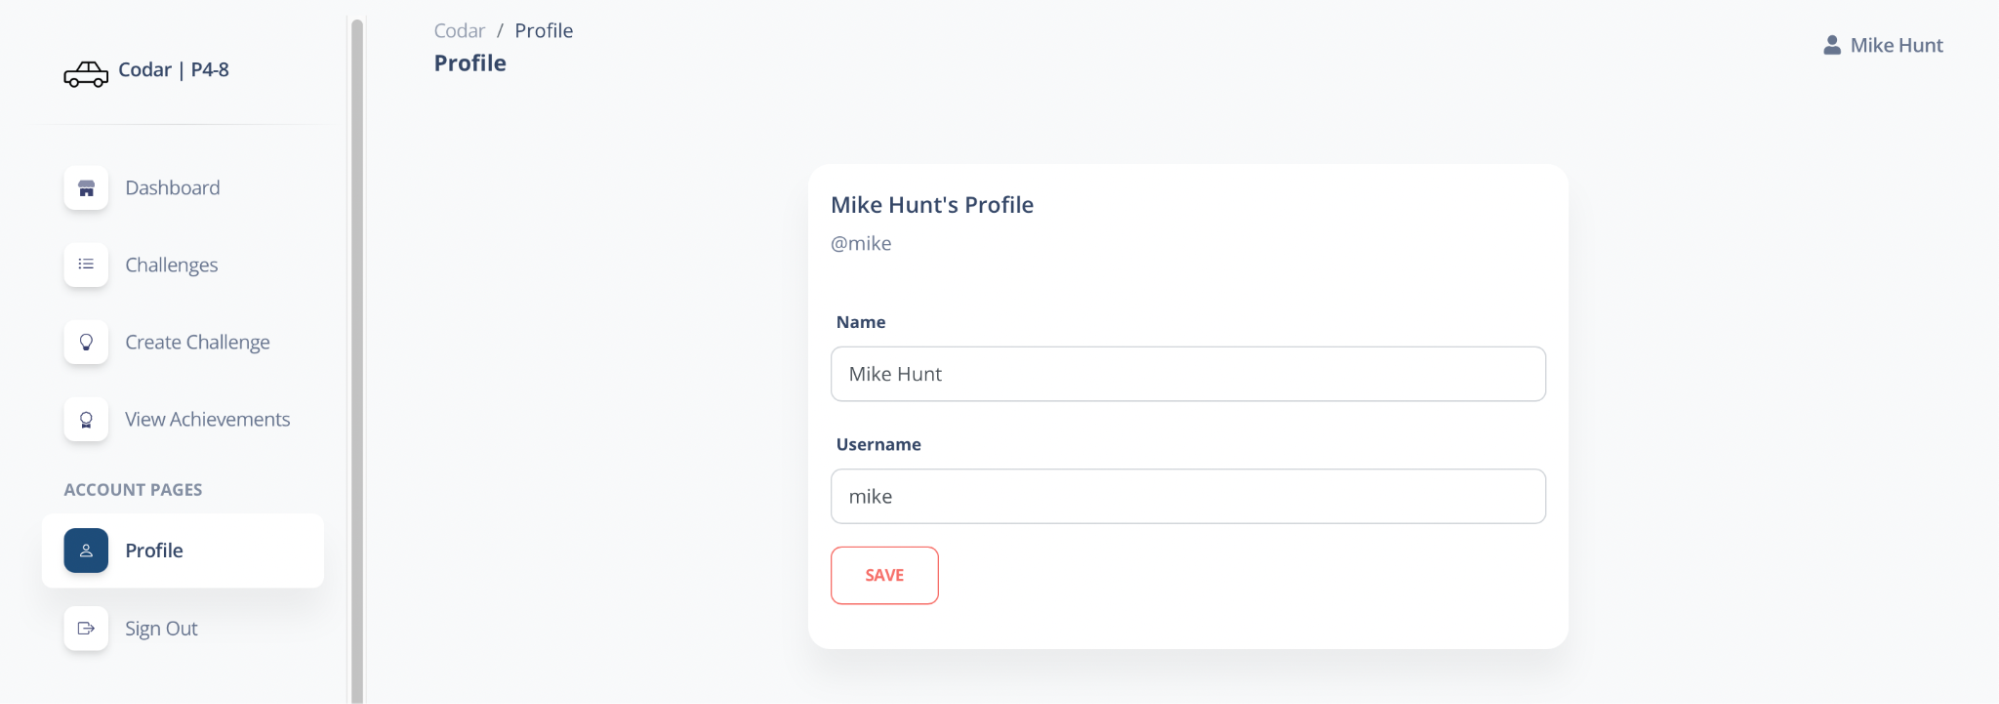 Codar | P4-8
Dashboard
Challenges
Create Challenge
View Achievements
ACCOUNT PAGES
Profile
Sign Out
Codar / Profile
Profile
Mike Hunt
Mike Hunt's Profile
@mike
Name
Mike Hunt
Username
mike
SAVE